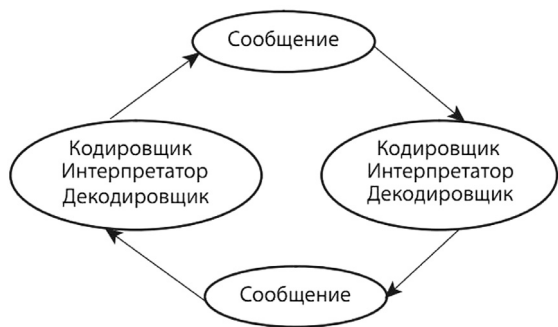 Сообщение
Кодировщик
Интерпретатор
Декодировщик
Кодировщик
Интерпретатор
Декодировщик
Сообщение